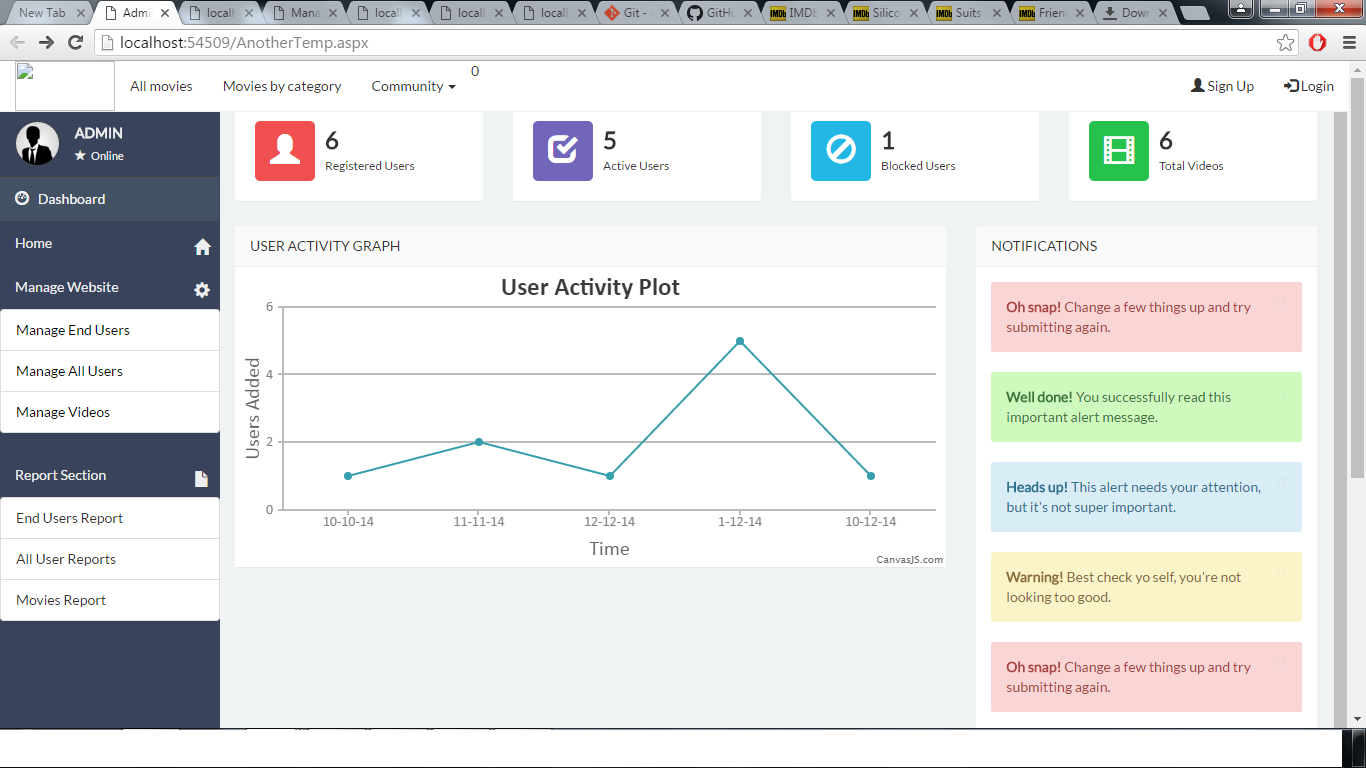 New Tab
Admi
localh
Mana
locall
locall
locall
Git -
GitHu
IMDb
IMDb
IMDb
Silico
IMDb
Suits
IMDb
Frien
Down
localhost:54509/AnotherTemp.aspx
All movies
Movies by category
Community
0
Sign Up
Login
ADMIN
Online
Dashboard
Home
Manage Website
Manage End Users
Manage All Users
Manage Videos
Report Section
End Users Report
All User Reports
Movies Report
6
Registered Users
5
Active Users
1
Blocked Users
6
Total Videos
USER ACTIVITY GRAPH
User Activity Plot
Users Added
6
4
2
0
10-10-14
11-11-14
12-12-14
1-12-14
10-12-14
Time
CanvasJS.com
NOTIFICATIONS
Oh snap! Change a few things up and try
submitting again.
Well done! You successfully read this
important alert message.
Heads up! This alert needs your attention,
but it's not super important.
Warning! Best check yo self, you're not
looking too good.
Oh snap! Change a few things up and try
submitting again.